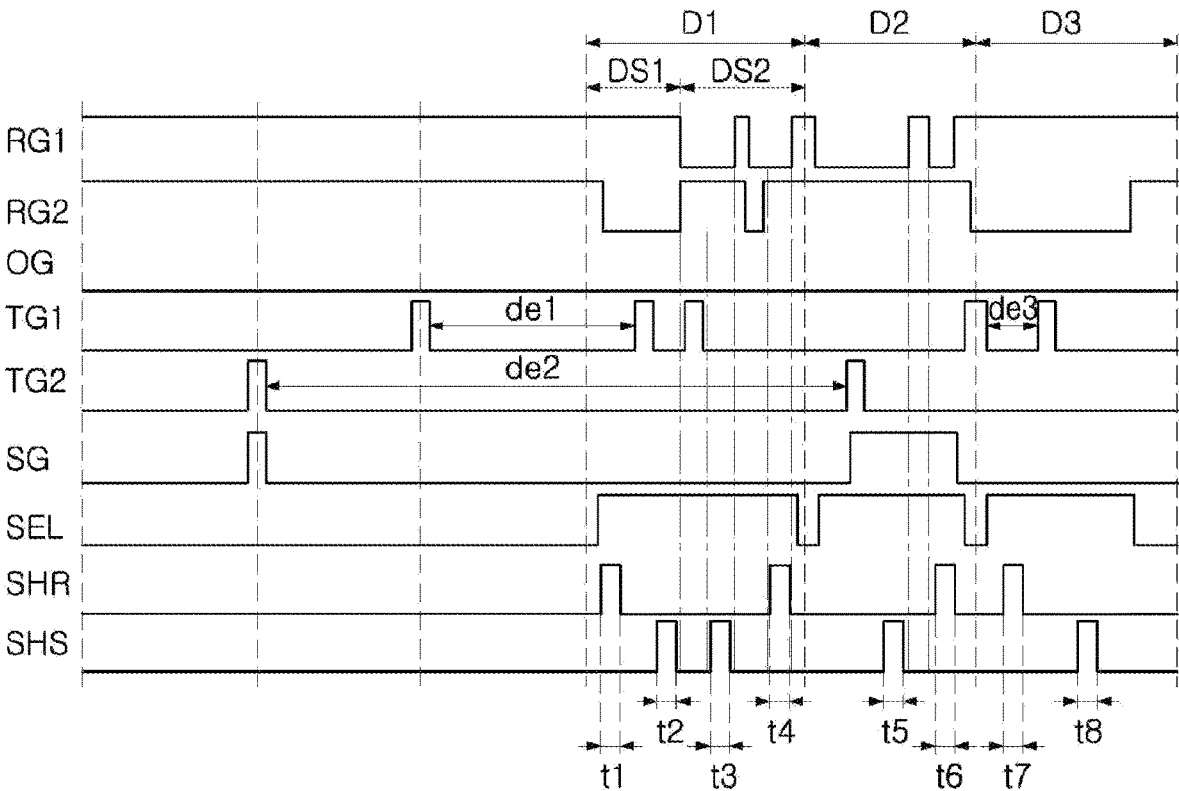 D1 D2 D3
DS1 DS2
RG1
RG2
OG
TG1 de1 de3
TG2 de2
SG
SEL
SHR
SHS
t2 t4 t5 t8
t1 t3 t6 t7